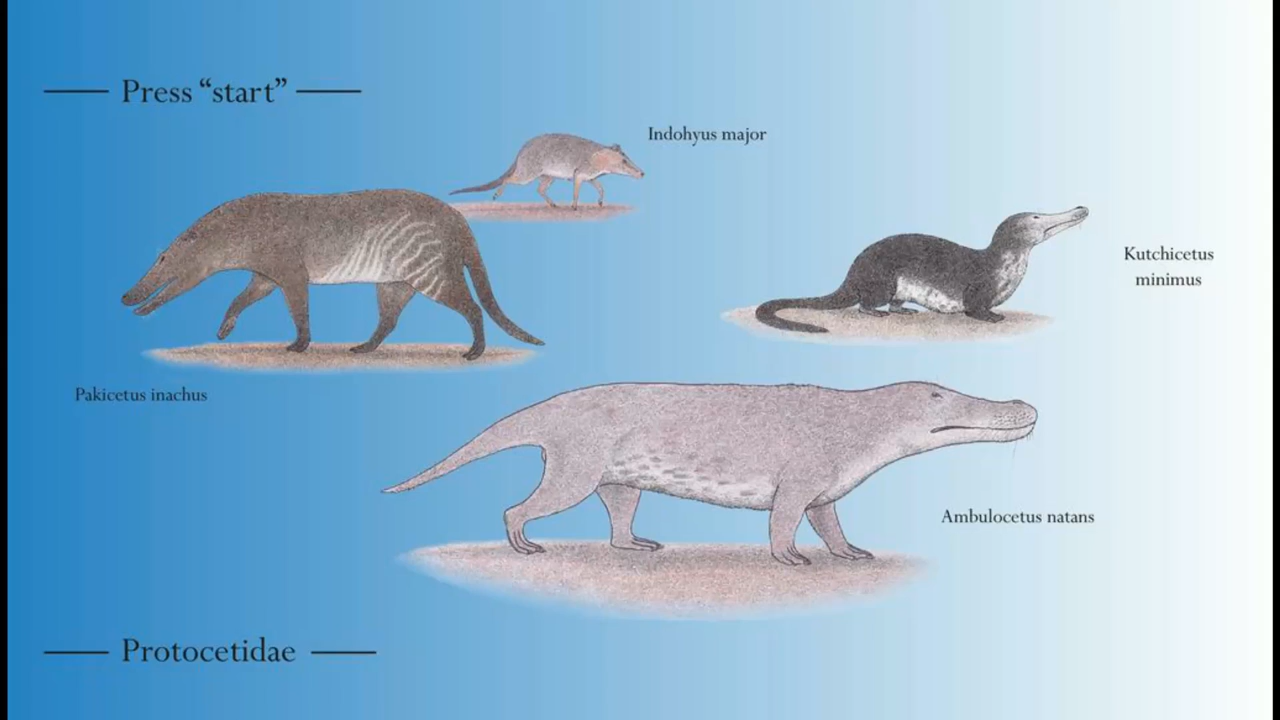 Press “start”
Indohyus major
Kutchicetus
minimus
Pakicetus inachus
Ambulocetus natans
Protocetidae